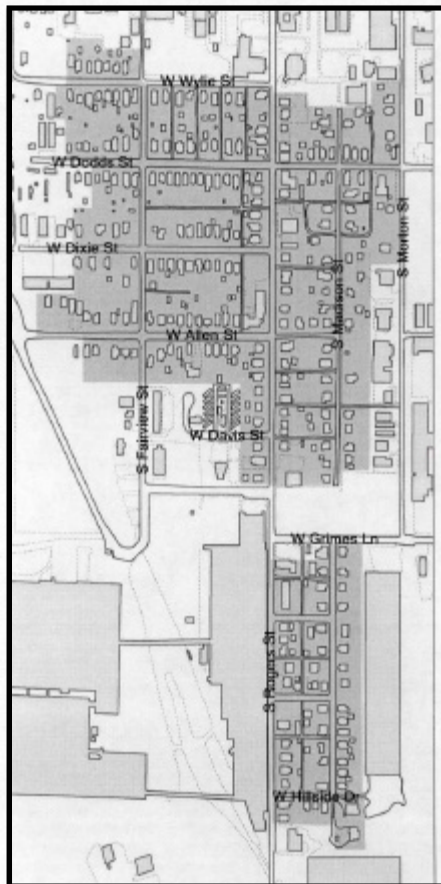 W Wylie St
W Dodds St
W Dixie St
S Morton St
S Madison St
W Allen St
S Fairview St
W Davis St
W Grimes Ln
S Rogers St
W Hillside Dr